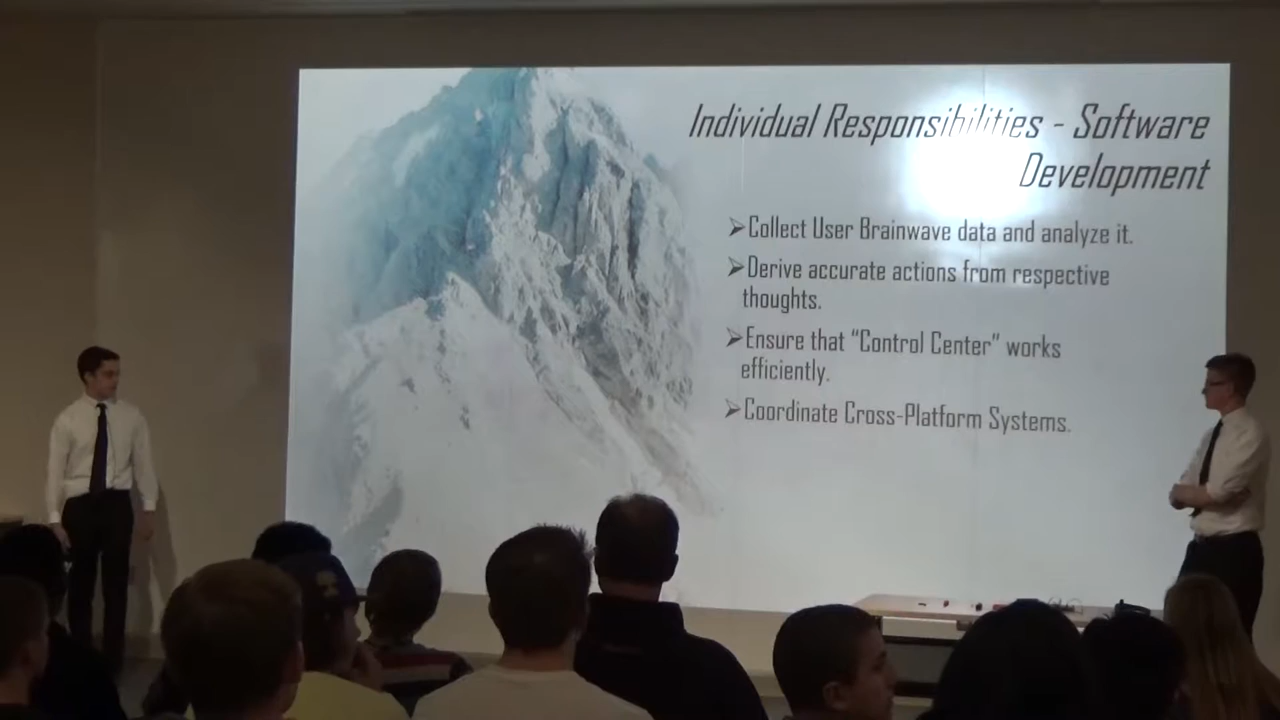 Individual Responsibilities - Software
Development
➢Collect User Brainwave data and analyze it.
➢Derive accurate actions from respective
thoughts.
➢Ensure that “Control Center” works
efficiently.
➢Coordinate Cross-Platform Systems.